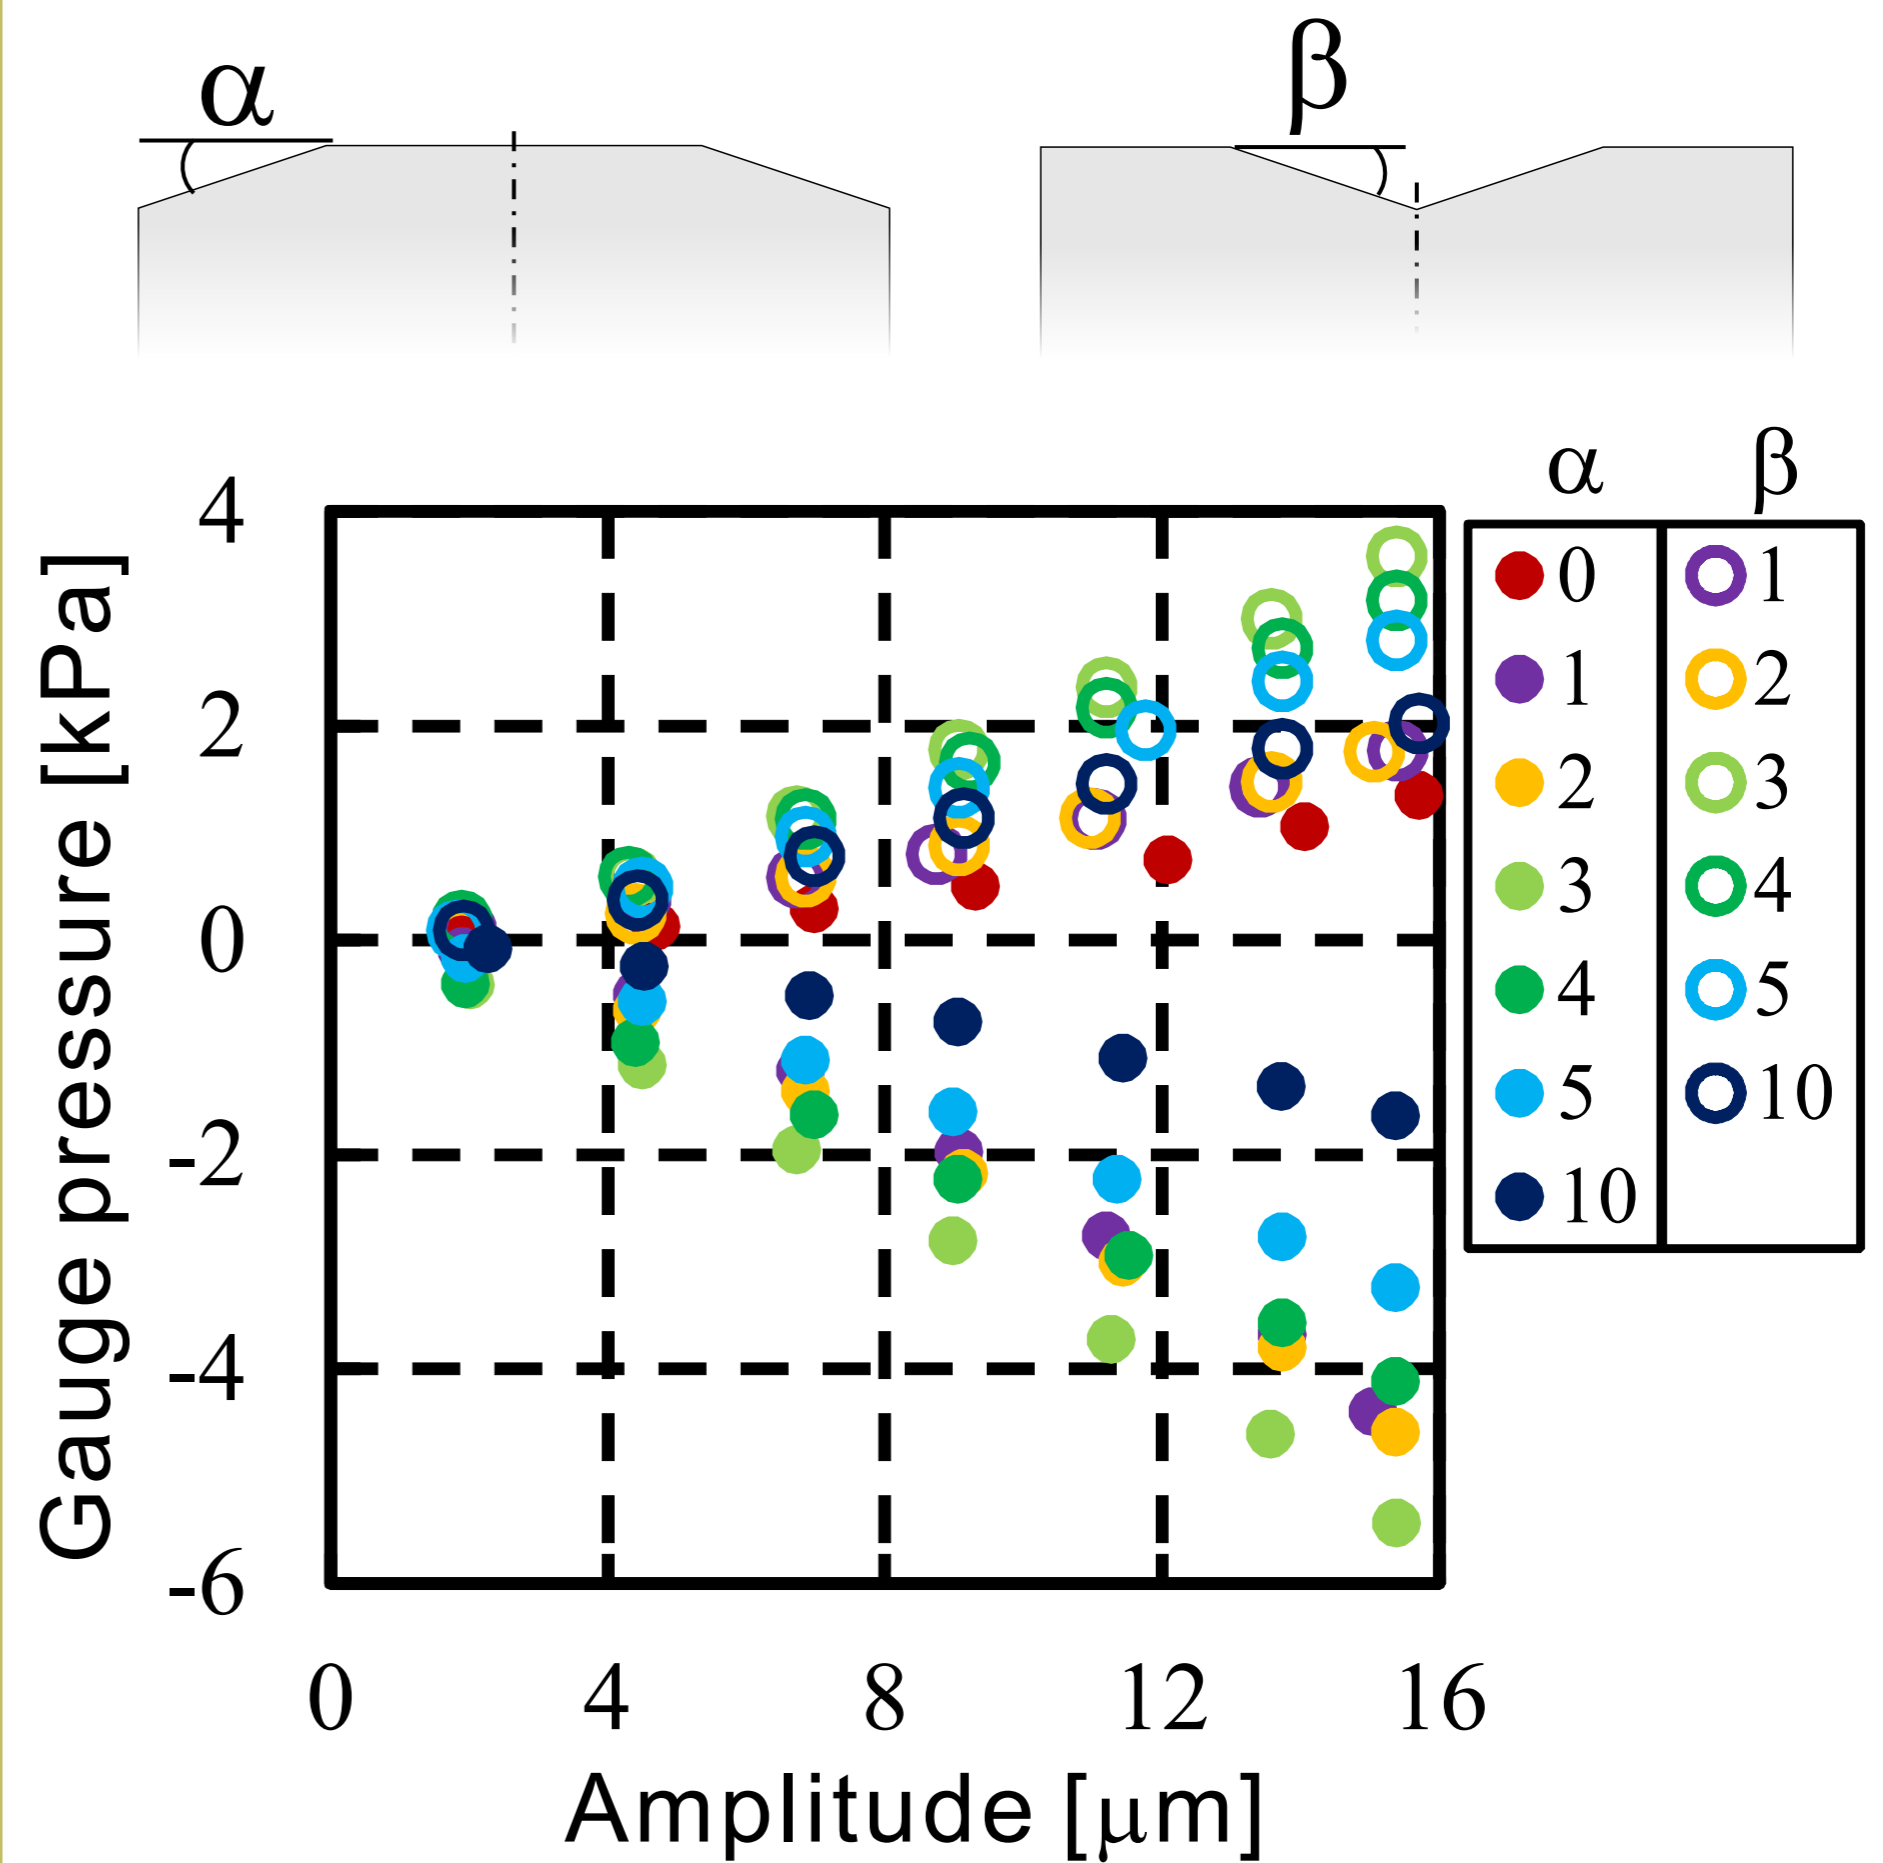 α
β
Gauge pressure [kPa]
4
2
0
-2
-4
-6
0 4 8 12 16
Amplitude [μm]
α β
0 1
1 2
2 3
3 4
4 5
5 10
10